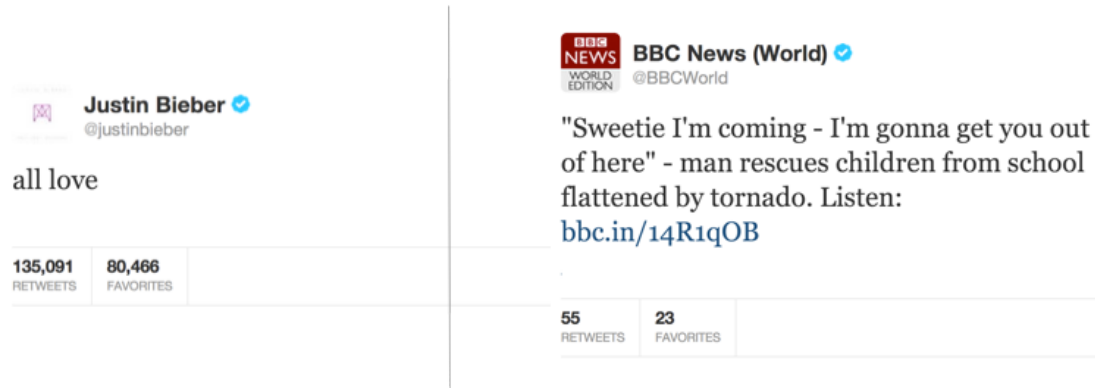 Justin Bieber
@justinbieber
all love
135,091 80,466
RETWEETS FAVORITES
BBC
NEWS
WORLD
EDITION
BBC News (World)
@BBCWorld
"Sweetie I'm coming - I'm gonna get you out
of here" - man rescues children from school
flattened by tornado. Listen:
bbc.in/14R1qOB
55 23
RETWEETS FAVORITES